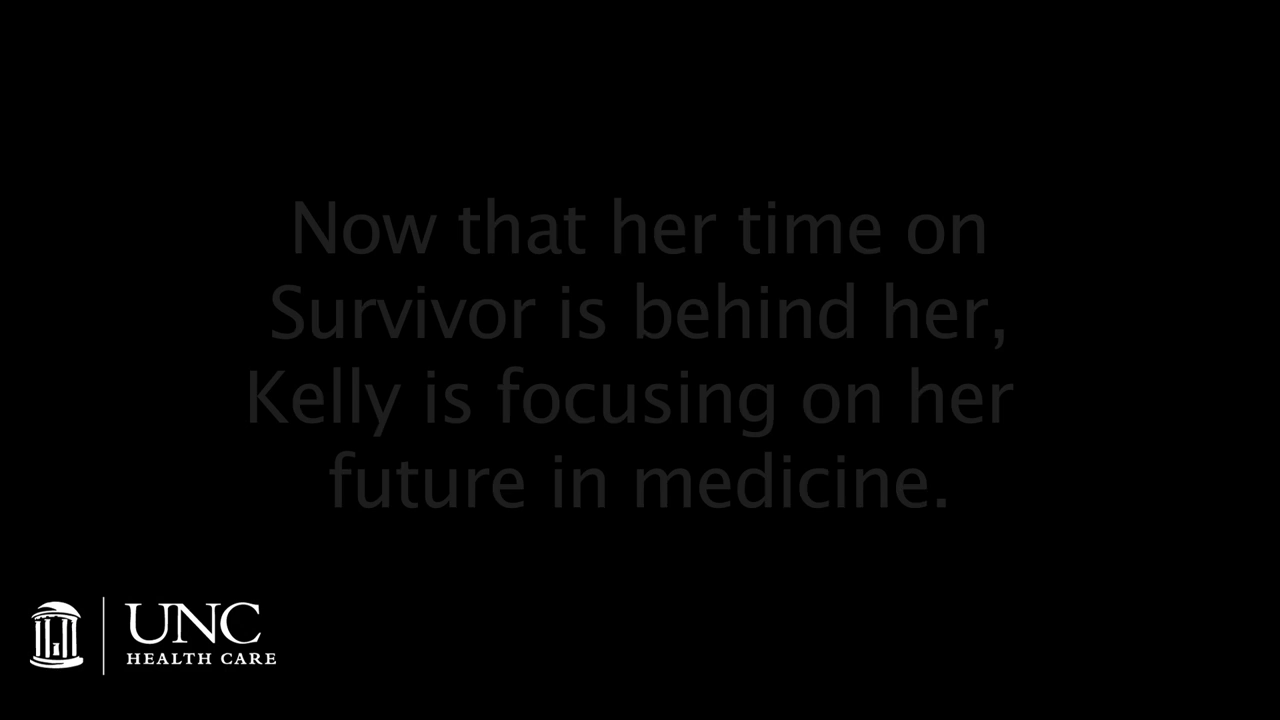 Now that her time on
Survivor is behind her,
Kelly is focusing on her
future in medicine.
UNC
HEALTH CARE